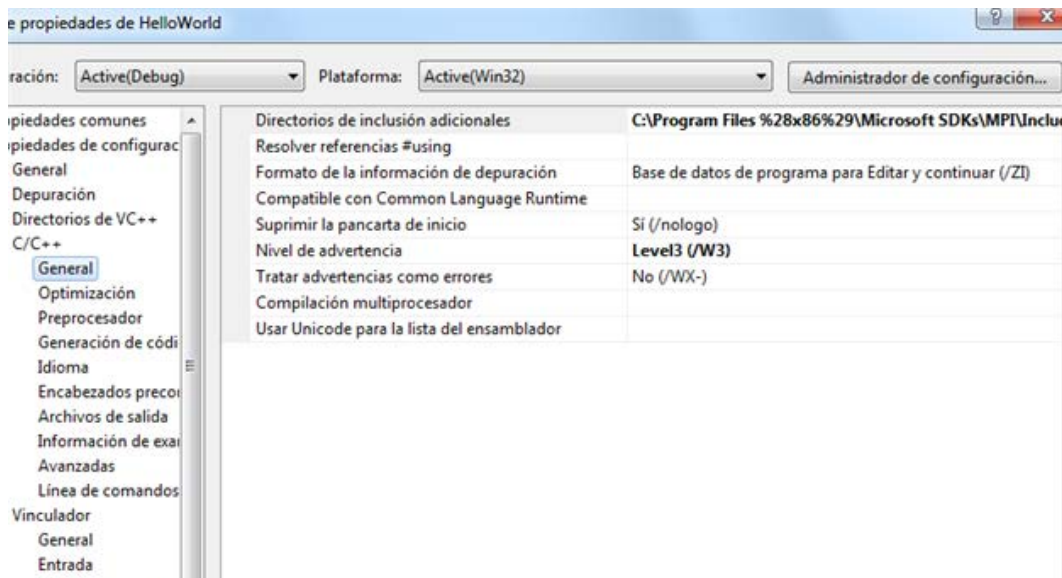 e propiedades de HelloWorld
ración: Active(Debug) Plataforma: Active(Win32) Administrador de configuración...
piedades comunes
piedades de configurac
General
Depuración
Directorios de VC++
C/C++
General
Optimización
Preprocesador
Generación de códi
Idioma
Encabezados preco
Archivos de salida
Información de exa
Avanzadas
Línea de comandos
Vinculador
General
Entrada
Directorios de inclusión adicionales C:\Program Files %28x86%29\Microsoft SDKs\MPI\Inclu
Resolver referencias #using
Formato de la información de depuración Base de datos de programa para Editar y continuar (/ZI)
Compatible con Common Language Runtime
Suprimir la pancarta de inicio Sí (/nologo)
Nivel de advertencia Level3 (/W3)
Tratar advertencias como errores No (/WX-)
Compilación multiprocesador
Usar Unicode para la lista del ensamblador